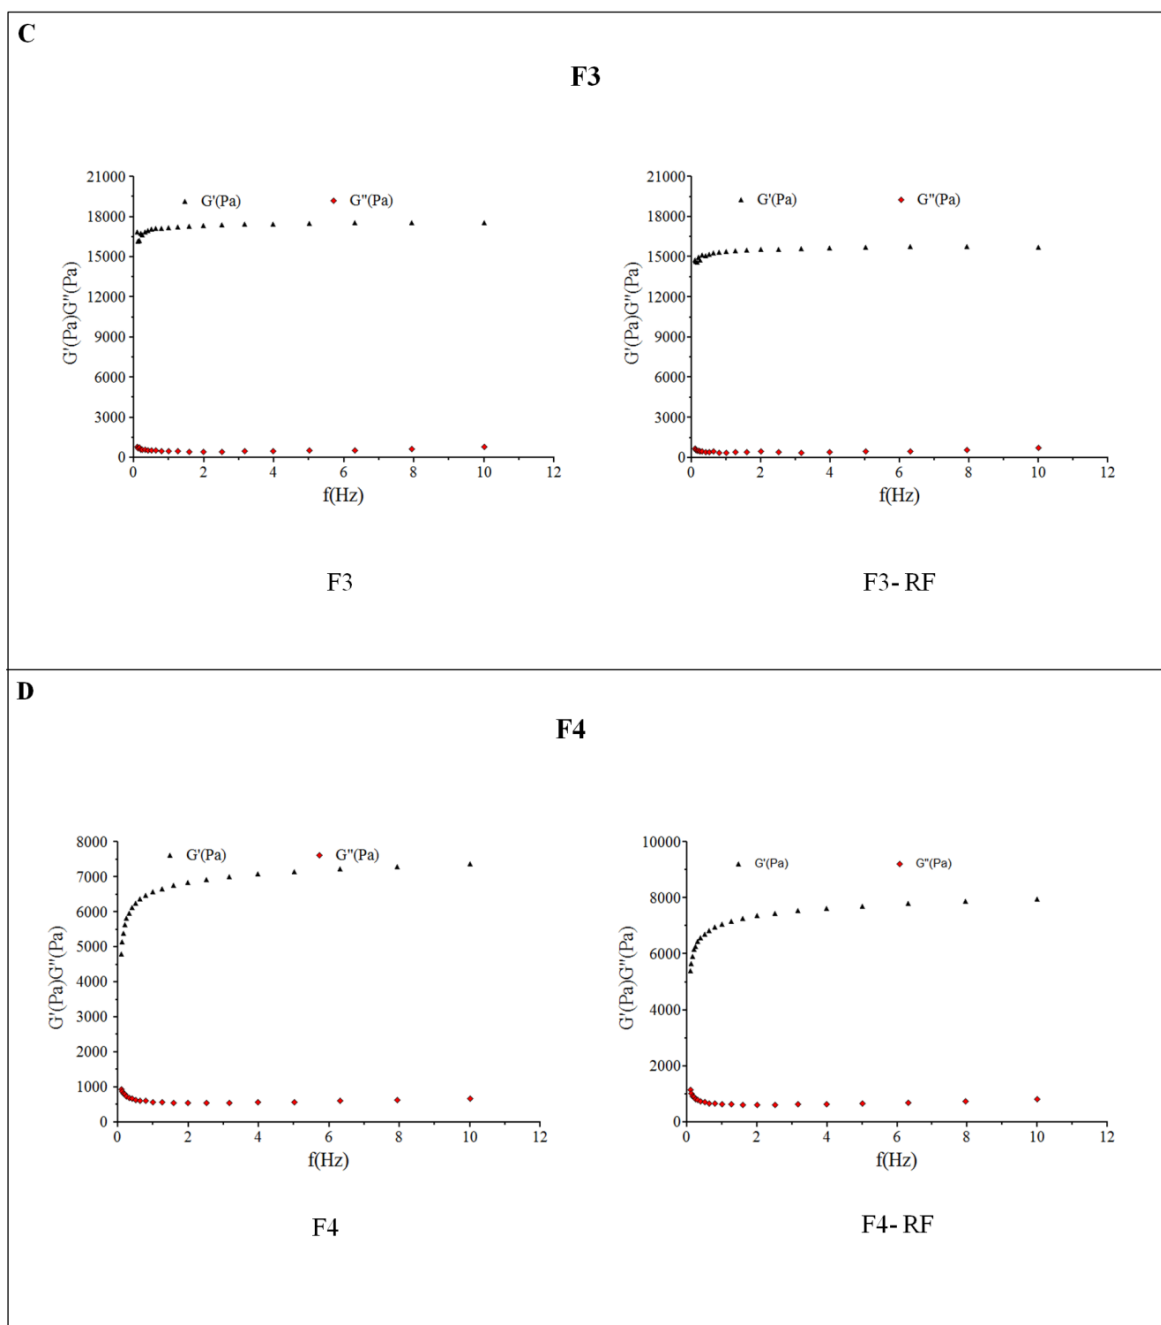 C
F3
21000
18000
15000
12000
9000
6000
3000
0
G'(Pa)G"(Pa)
G'(Pa)
G"(Pa)
0 2 4 6 8 10 12
f(Hz)
F3
21000
18000
15000
12000
9000
6000
3000
0
G'(Pa)G"(Pa)
G'(Pa)
G"(Pa)
0 2 4 6 8 10 12
f(Hz)
F3- RF
D
F4
8000
7000
6000
5000
4000
3000
2000
1000
0
G'(Pa)G"(Pa)
G'(Pa)
G"(Pa)
0 2 4 6 8 10 12
f(Hz)
F4
10000
8000
6000
4000
2000
0
G'(Pa)G"(Pa)
G'(Pa)
G"(Pa)
0 2 4 6 8 10 12
f(Hz)
F4- RF